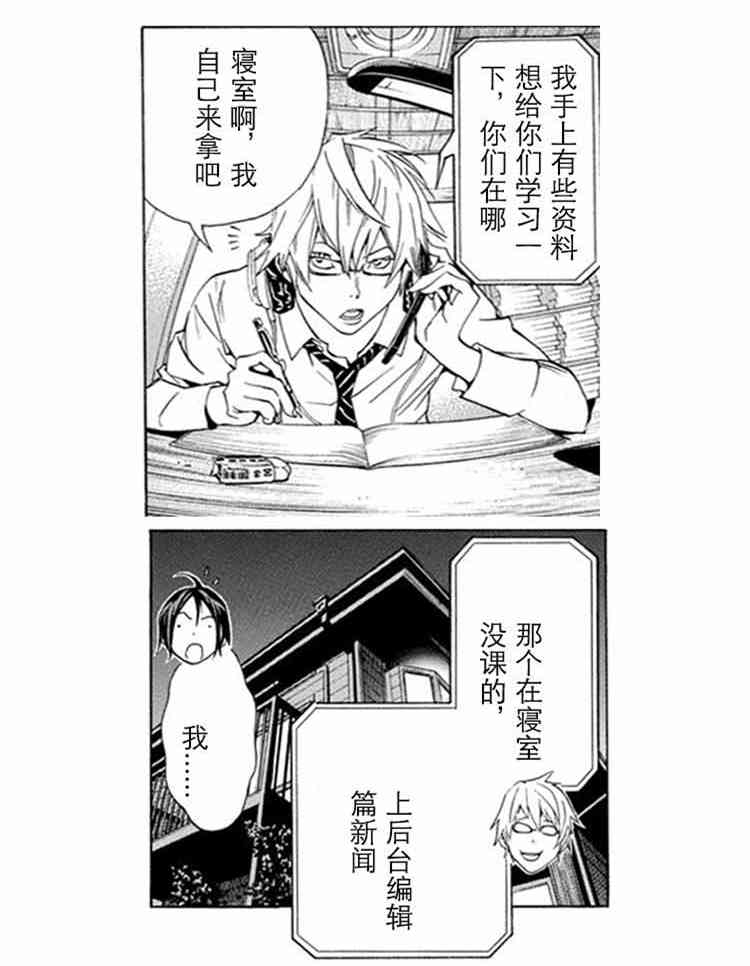 我手上有些资料
想给你们学习一
下，你们在哪
寝室啊，我
自己来拿吧
那个在寝室
没课的，
上后台编辑
篇新闻
我……